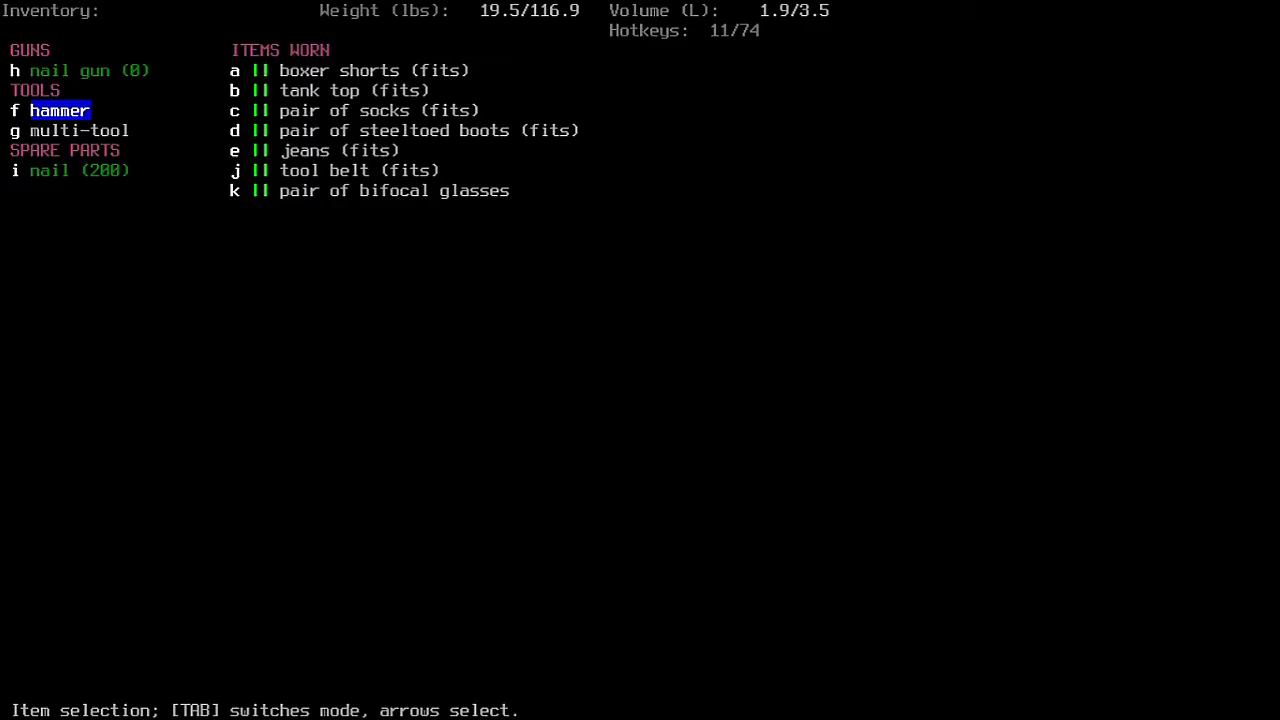 Inventory: Weight (lbs): 19.5/116.9 Volume (L): 1.9/3.5
Hotkeys: 11/74
GUNS
h nail gun (0)
TOOLS
f hammer
g multi-tool
SPARE PARTS
i nail (200)
ITEMS WORN
a || boxer shorts (fits)
b || tank top (fits)
c || pair of socks (fits)
d || pair of steeltoed boots (fits)
e || jeans (fits)
j || tool belt (fits)
k || pair of bifocal glasses
Item selection; [TAB] switches mode, arrows select.